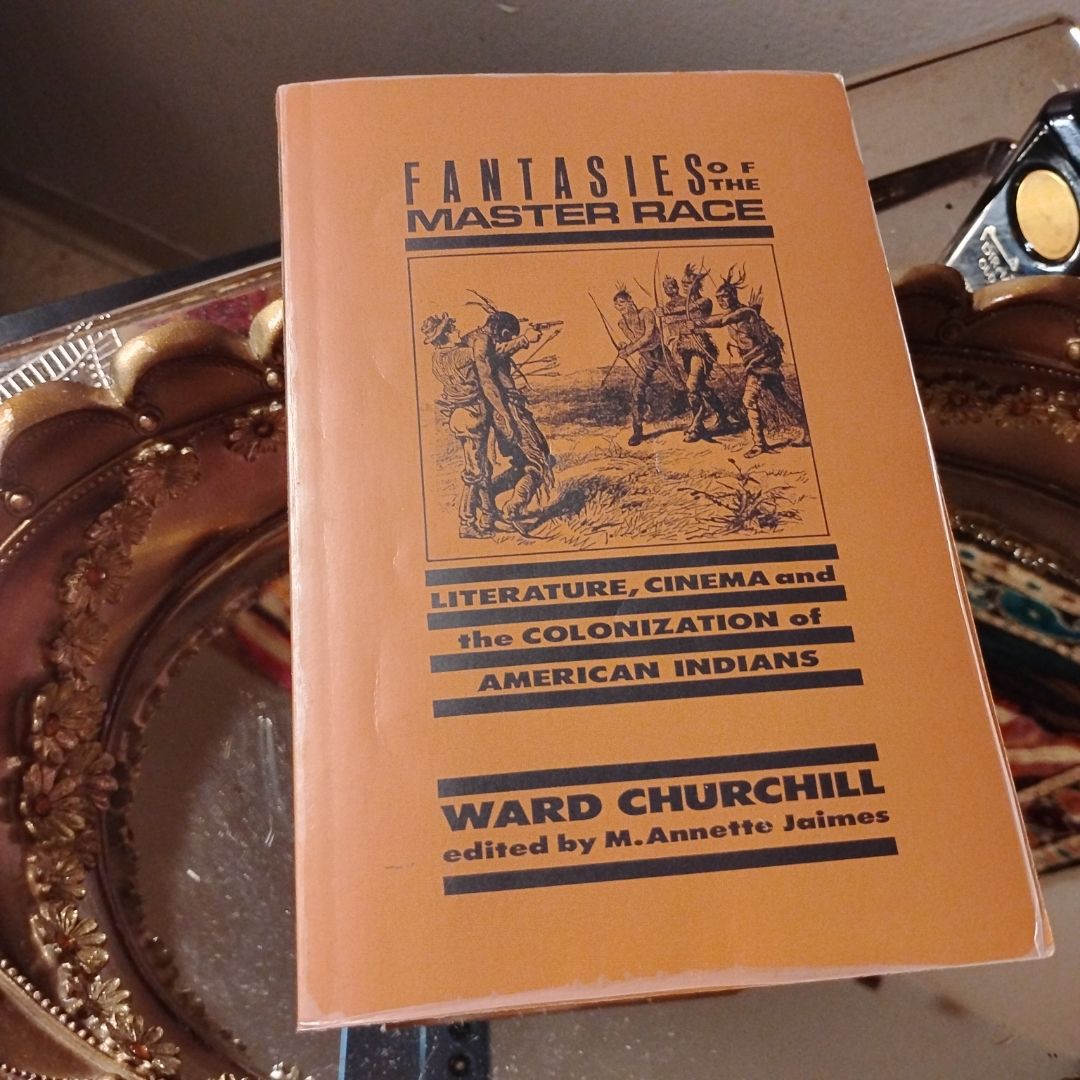 FANTASIES OF THE
MASTER RACE
LITERATURE, CINEMA and
the COLONIZATION of
AMERICAN INDIANS
WARD CHURCHILL
edited by M. Annette Jaimes